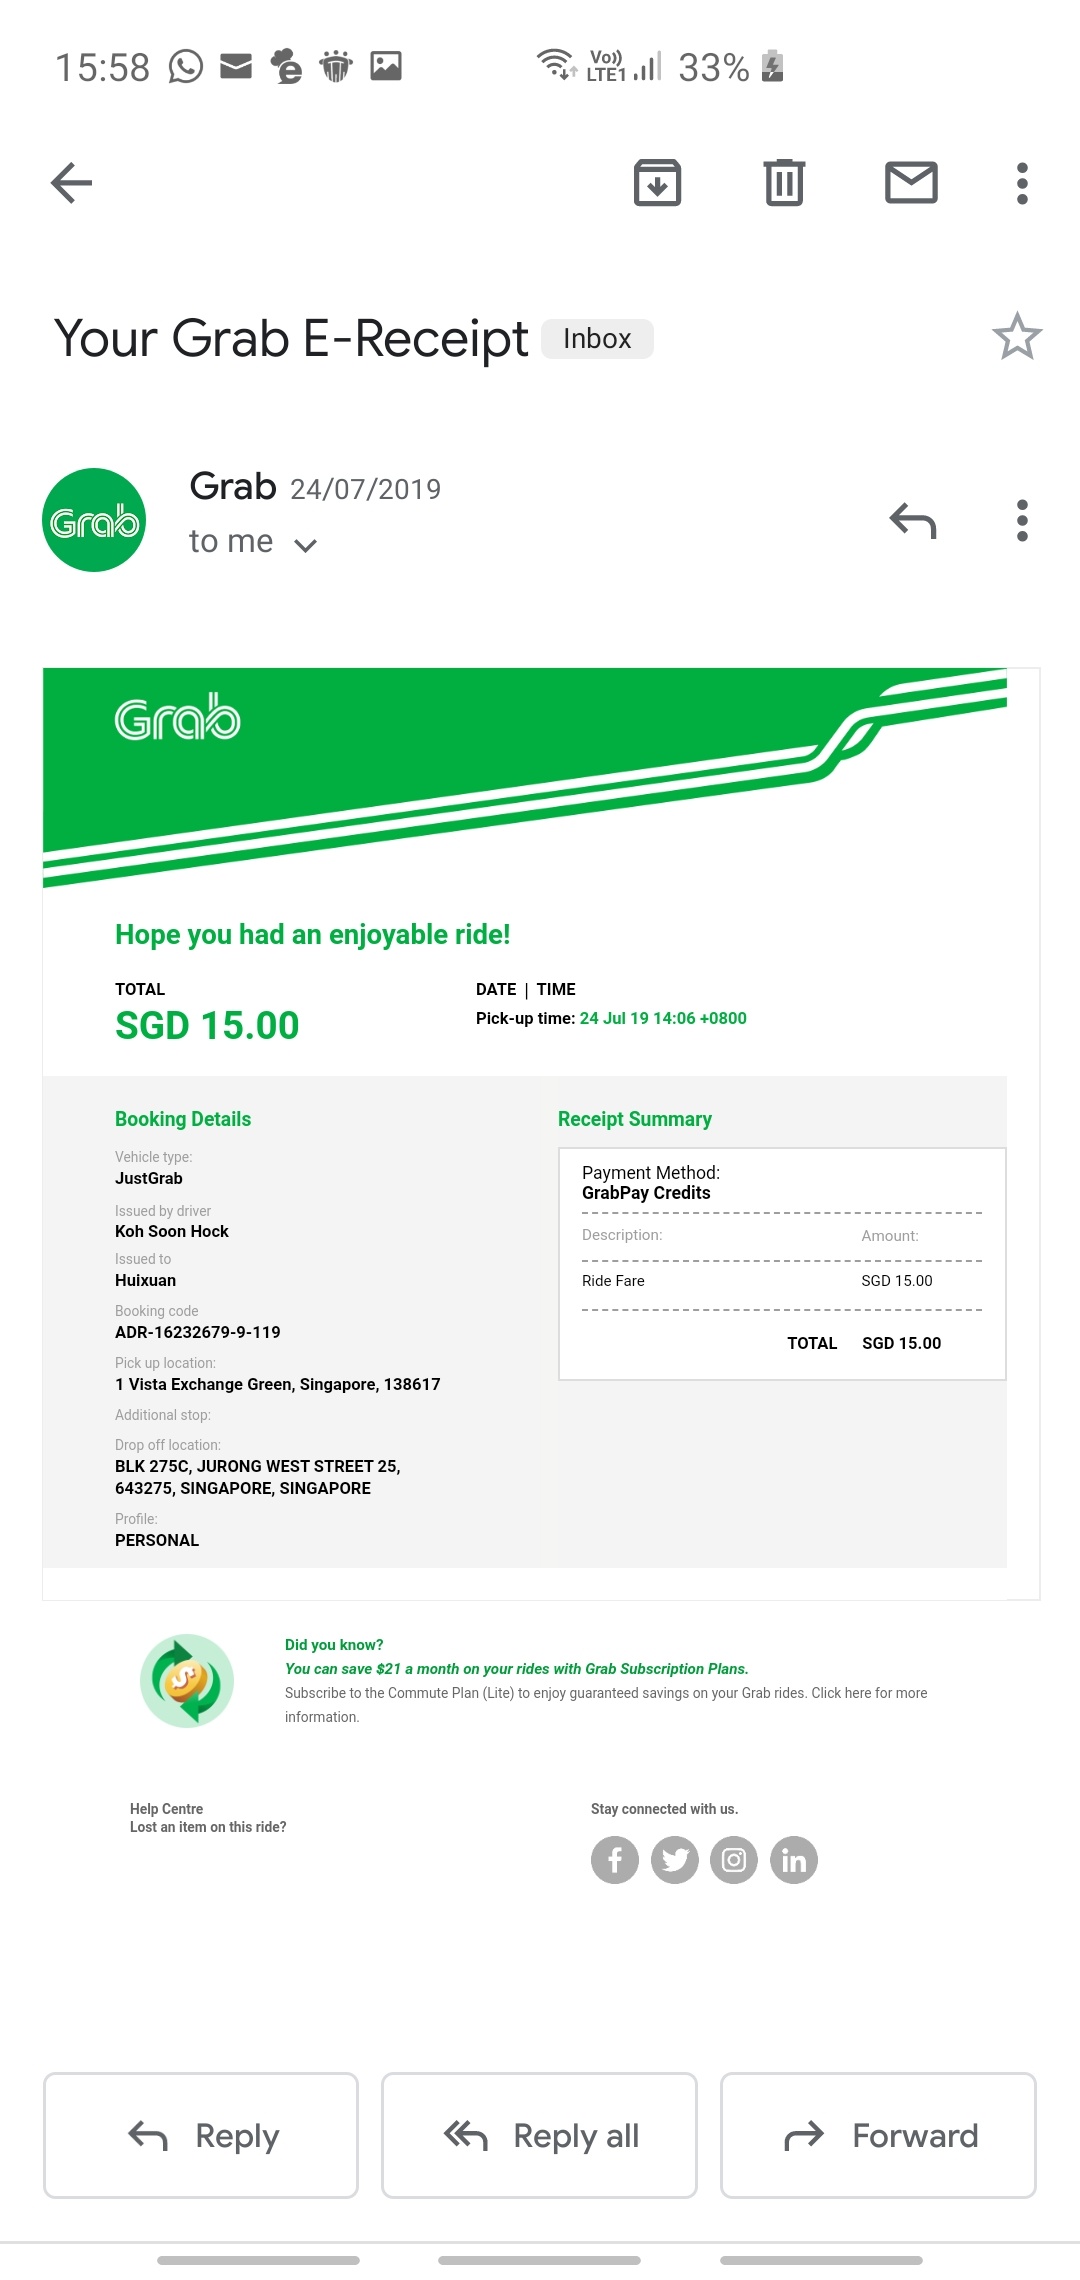 15:58
Vo)) LTE1
33%
Your Grab E-Receipt Inbox
Grab
Grab 24/07/2019
to me
Grab
Hope you had an enjoyable ride!
TOTAL
SGD 15.00
DATE | TIME
Pick-up time: 24 Jul 19 14:06 +0800
Booking Details
Vehicle type:
JustGrab
Issued by driver
Koh Soon Hock
Issued to
Huixuan
Booking code
ADR-16232679-9-119
Pick up location:
1 Vista Exchange Green, Singapore, 138617
Additional stop:
Drop off location:
BLK 275C, JURONG WEST STREET 25,
643275, SINGAPORE, SINGAPORE
Profile:
PERSONAL
Receipt Summary
Payment Method:
GrabPay Credits
Description: Amount:
Ride Fare SGD 15.00
TOTAL SGD 15.00
Did you know?
You can save $21 a month on your rides with Grab Subscription Plans.
Subscribe to the Commute Plan (Lite) to enjoy guaranteed savings on your Grab rides. Click here for more
information.
Help Centre
Lost an item on this ride?
Stay connected with us.
Reply
Reply all
Forward